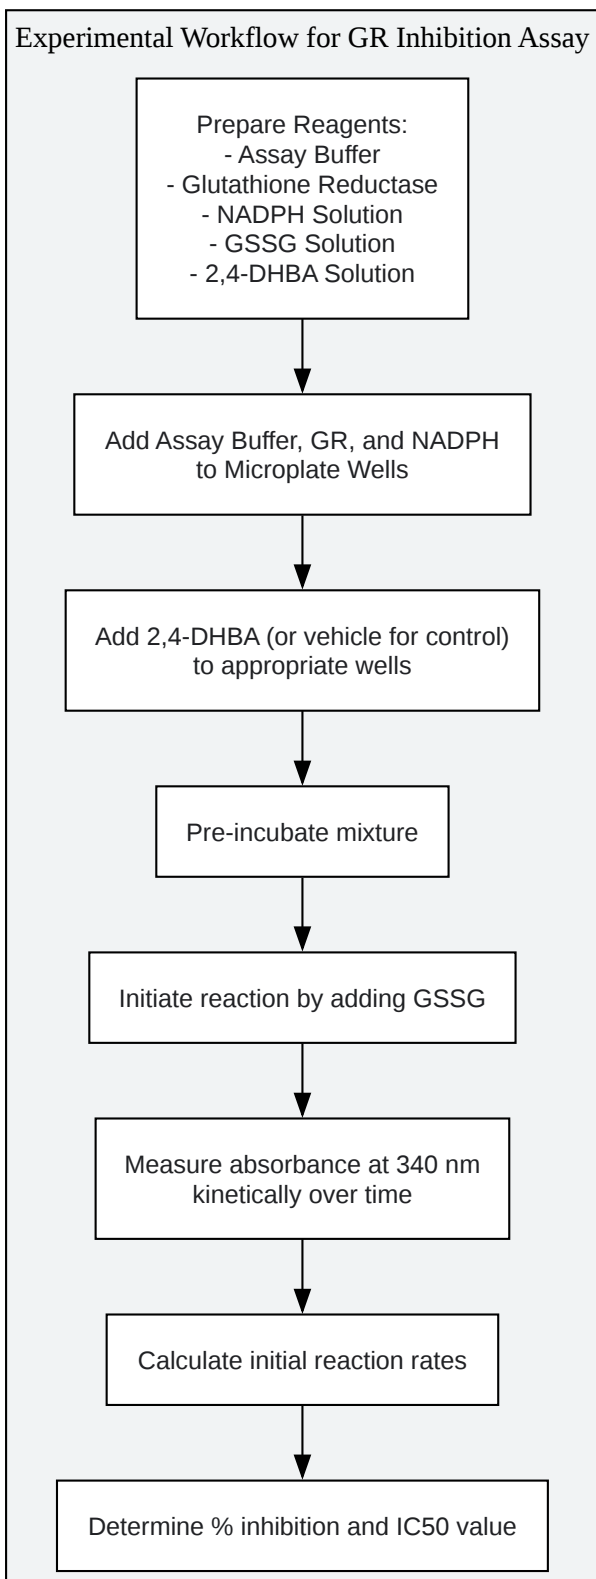 Experimental Workflow for GR Inhibition Assay
Prepare Reagents:
- Assay Buffer
- Glutathione Reductase
- NADPH Solution
- GSSG Solution
- 2,4-DHBA Solution
Add Assay Buffer, GR, and NADPH
to Microplate Wells
Add 2,4-DHBA (or vehicle for control)
to appropriate wells
Pre-incubate mixture
Initiate reaction by adding GSSG
Measure absorbance at 340 nm
kinetically over time
Calculate initial reaction rates
Determine % inhibition and IC50 value